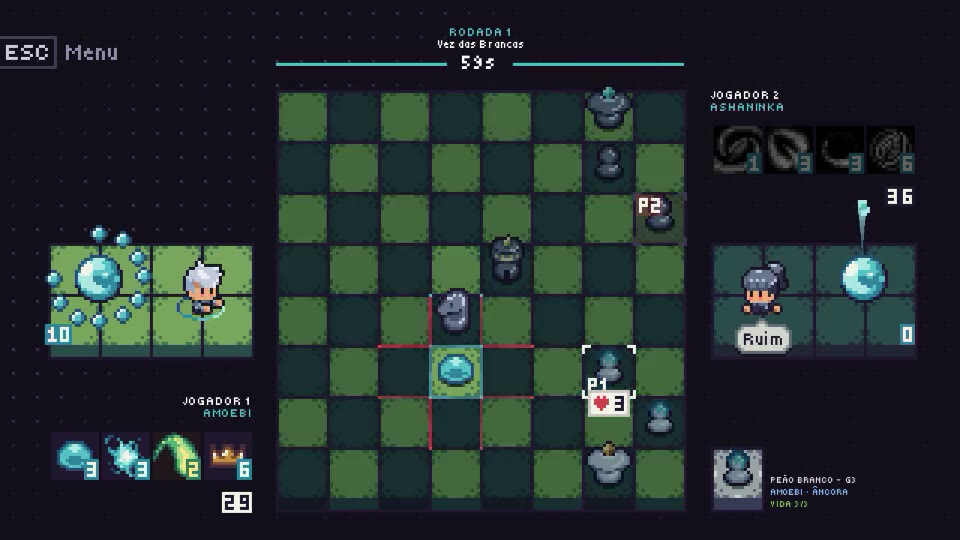 RODADA 1
Vez das Brancas
59s
ESC Menu
JOGADOR 2
ASHANINKA
1 3 3 6
36
P2
10
0
Ruim
P1
3
JOGADOR 1
AMOEBI
3 3 2 6
29
PEÃO BRANCO - G3
AMOEBI · ÂNCORA
VIDA 3/3